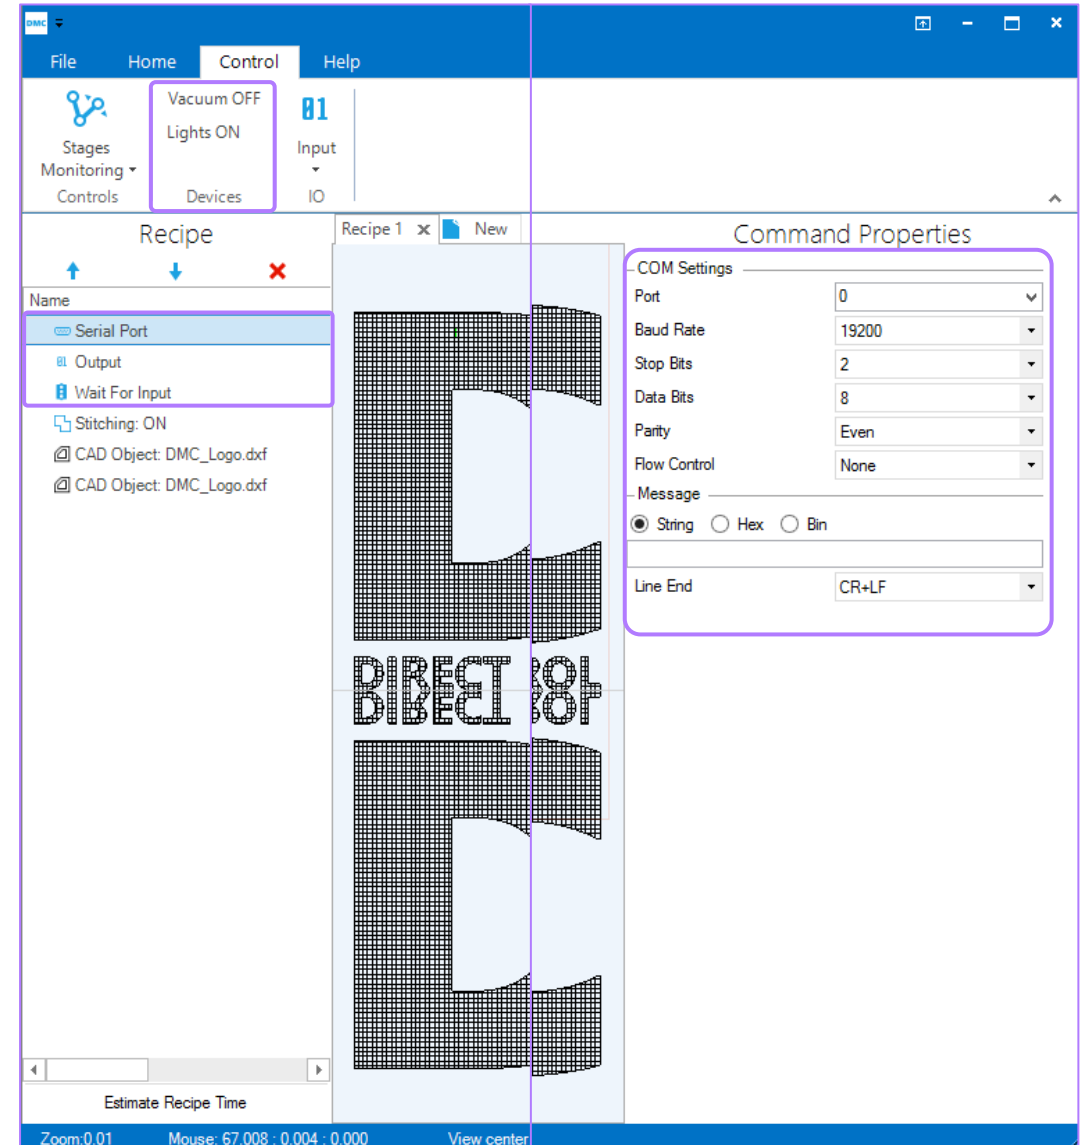 DMC
File Home Control Help
Vacuum OFF
Lights ON
01
Stages
Monitoring
Input
Controls Devices IO
Recipe
Recipe 1 New
Command Properties
Name
Serial Port
01 Output
Wait For Input
Stitching: ON
CAD Object: DMC_Logo.dxf
CAD Object: DMC_Logo.dxf
COM Settings
Port 0
Baud Rate 19200
Stop Bits 2
Data Bits 8
Parity Even
Flow Control None
Message
String Hex Bin
Line End CR+LF
DIRECT
Estimate Recipe Time
Zoom:0.01 Mouse: 67.008 : 0.004 : 0.000 View center